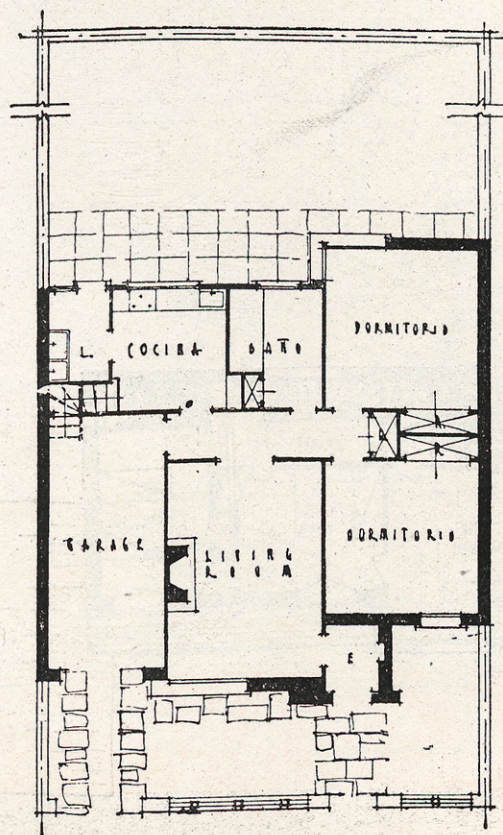 DORMITORIO
L.
COCINA
BAÑO
R
R
R
DORMITORIO
GARAGE
LIVING
ROOM
E